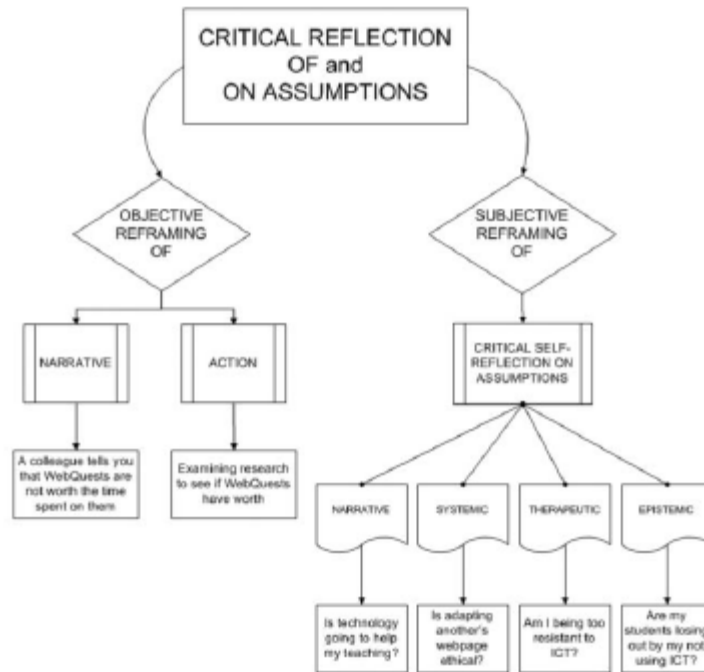 CRITICAL REFLECTION
OF and
ON ASSUMPTIONS
OBJECTIVE
REFRAMING
OF
SUBJECTIVE
REFRAMING
OF
NARRATIVE
ACTION
CRITICAL SELF-
REFLECTION ON
ASSUMPTIONS
A colleague tells you
that WebQuests are
not worth the time
spent on them
Examining research
to see if WebQuests
have worth
NARRATIVE
SYSTEMIC
THERAPEUTIC
EPISTEMIC
Is technology
going to help
my teaching?
Is adapting
another's
webpage
ethical?
Am I being too
resistant to
ICT?
Are my
students losing
out by my not
using ICT?